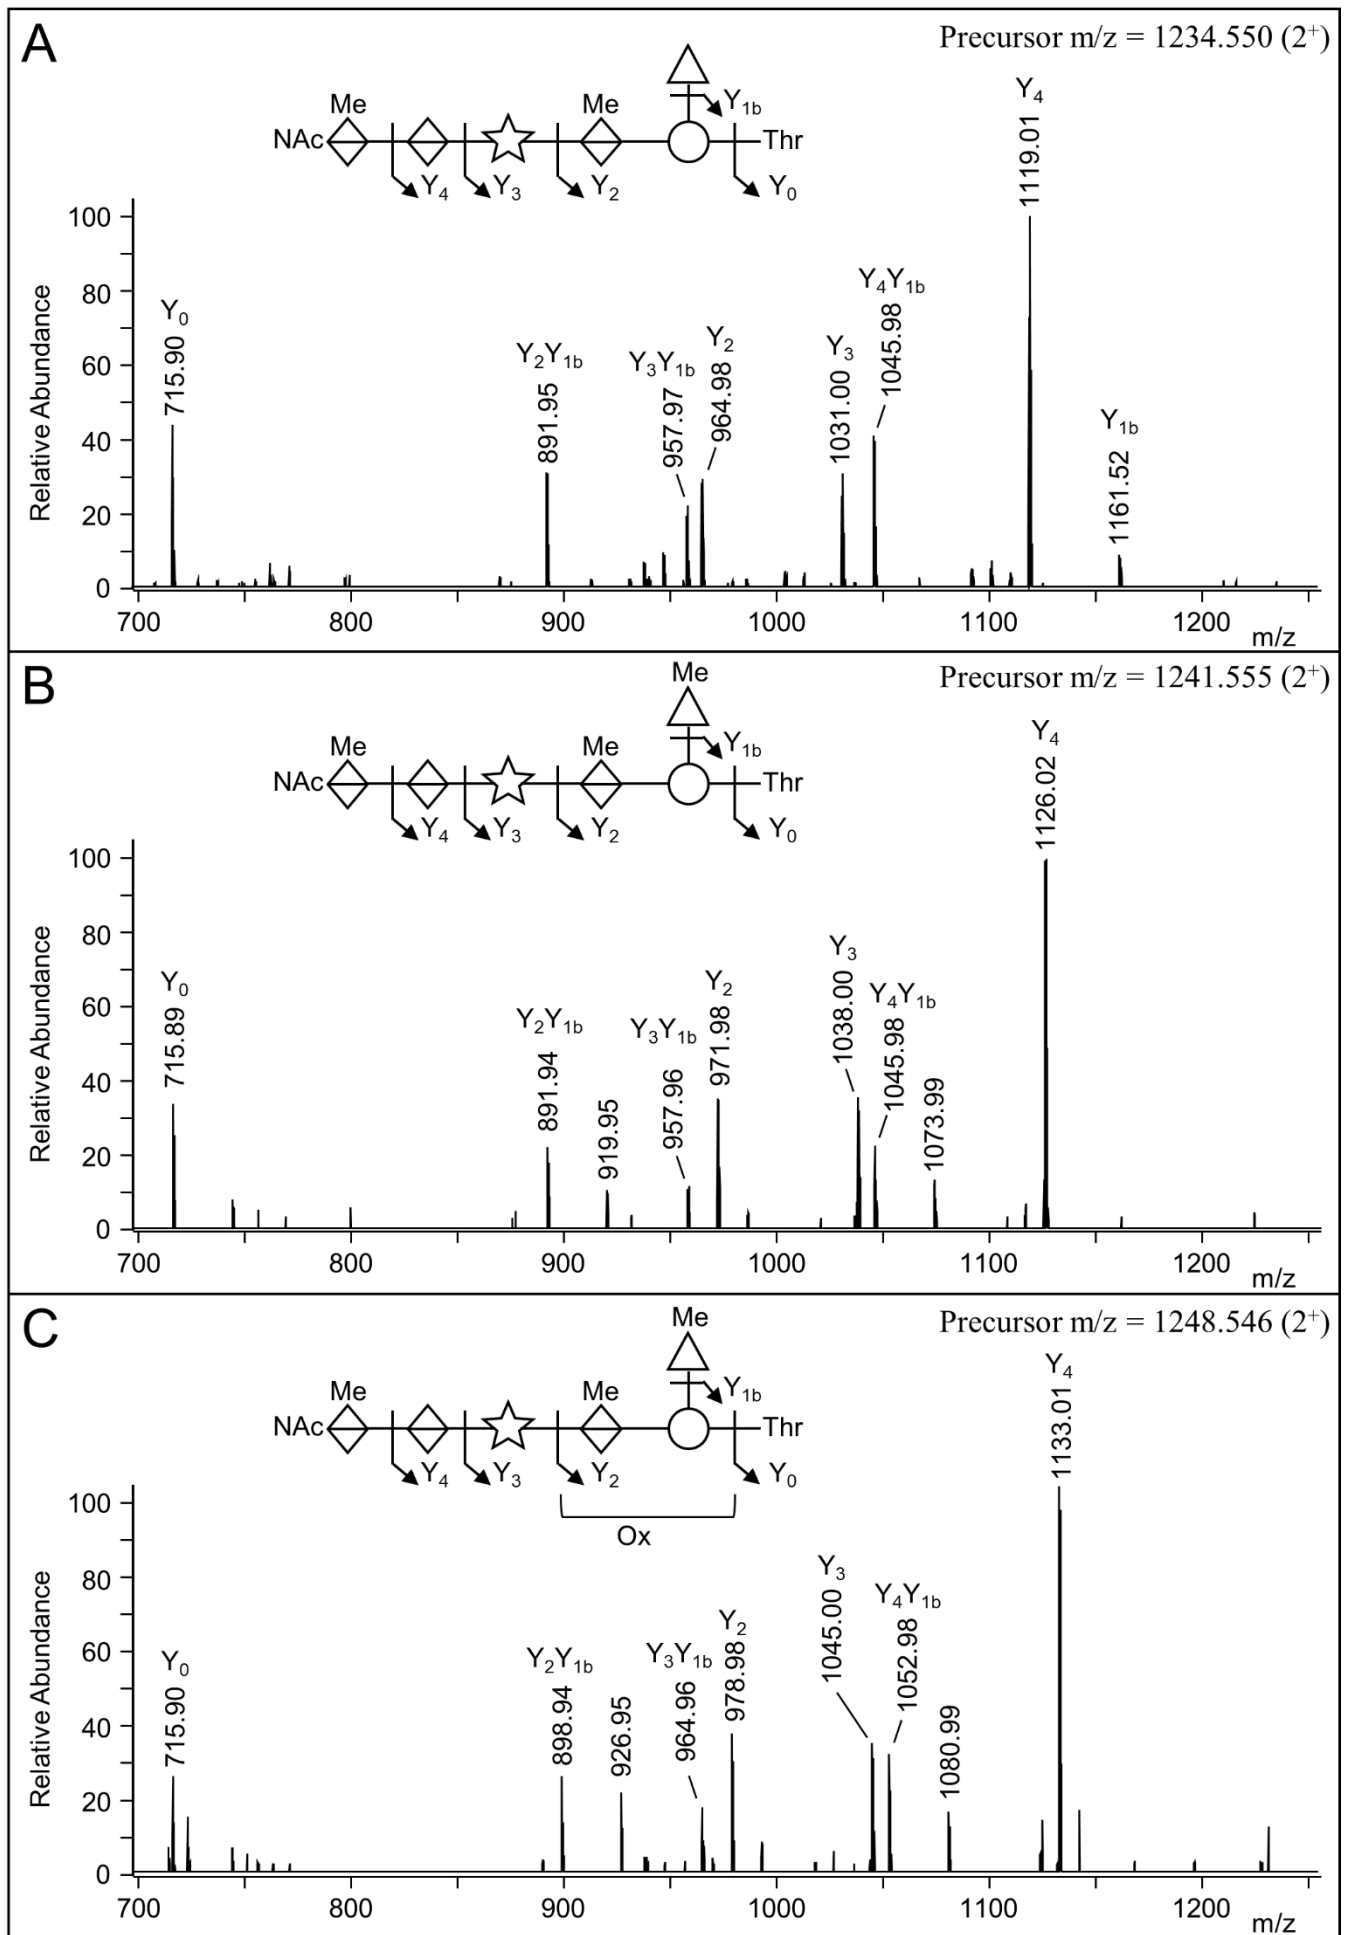 A
Precursor m/z = 1234.550 (2+)
Me
Me
Y1b
NAc
Thr
Y4
Y3
Y2
Y0
Relative Abundance
100
80
60
40
20
0
Y0
715.90
Y2Y1b
891.95
Y3Y1b
957.97
Y2
964.98
Y3
1031.00
Y4Y1b
1045.98
Y4
1119.01
Y1b
1161.52
700
800
900
1000
1100
1200
m/z
B
Precursor m/z = 1241.555 (2+)
Me
Me
Me
Y1b
NAc
Thr
Y4
Y3
Y2
Y0
Relative Abundance
100
80
60
40
20
0
Y0
715.89
Y2Y1b
891.94
919.95
Y3Y1b
957.96
Y2
971.98
Y3
1038.00
Y4Y1b
1045.98
1073.99
Y4
1126.02
700
800
900
1000
1100
1200
m/z
C
Precursor m/z = 1248.546 (2+)
Me
Me
Me
Y1b
NAc
Thr
Y4
Y3
Y2
Y0
Ox
Relative Abundance
100
80
60
40
20
0
Y0
715.90
Y2Y1b
898.94
926.95
Y3Y1b
964.96
Y2
978.98
Y3
1045.00
Y4Y1b
1052.98
1080.99
Y4
1133.01
700
800
900
1000
1100
1200
m/z